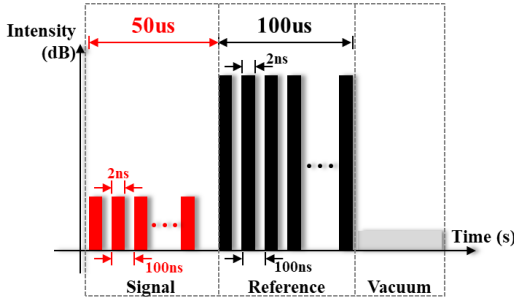 Intensity
(dB)
50us
100us
2ns
2ns
100ns
100ns
Time (s)
Signal
Reference
Vacuum